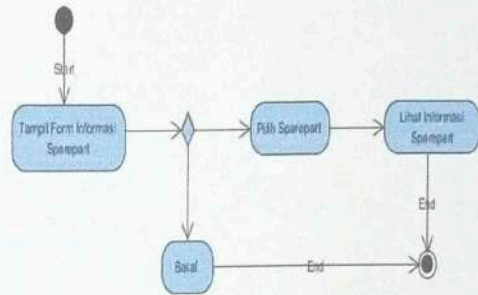 Start
Tampil Form Informasi
Sparepart
Pilih Sparepart
Lihat Informasi
Sparepart
End
Batal
End